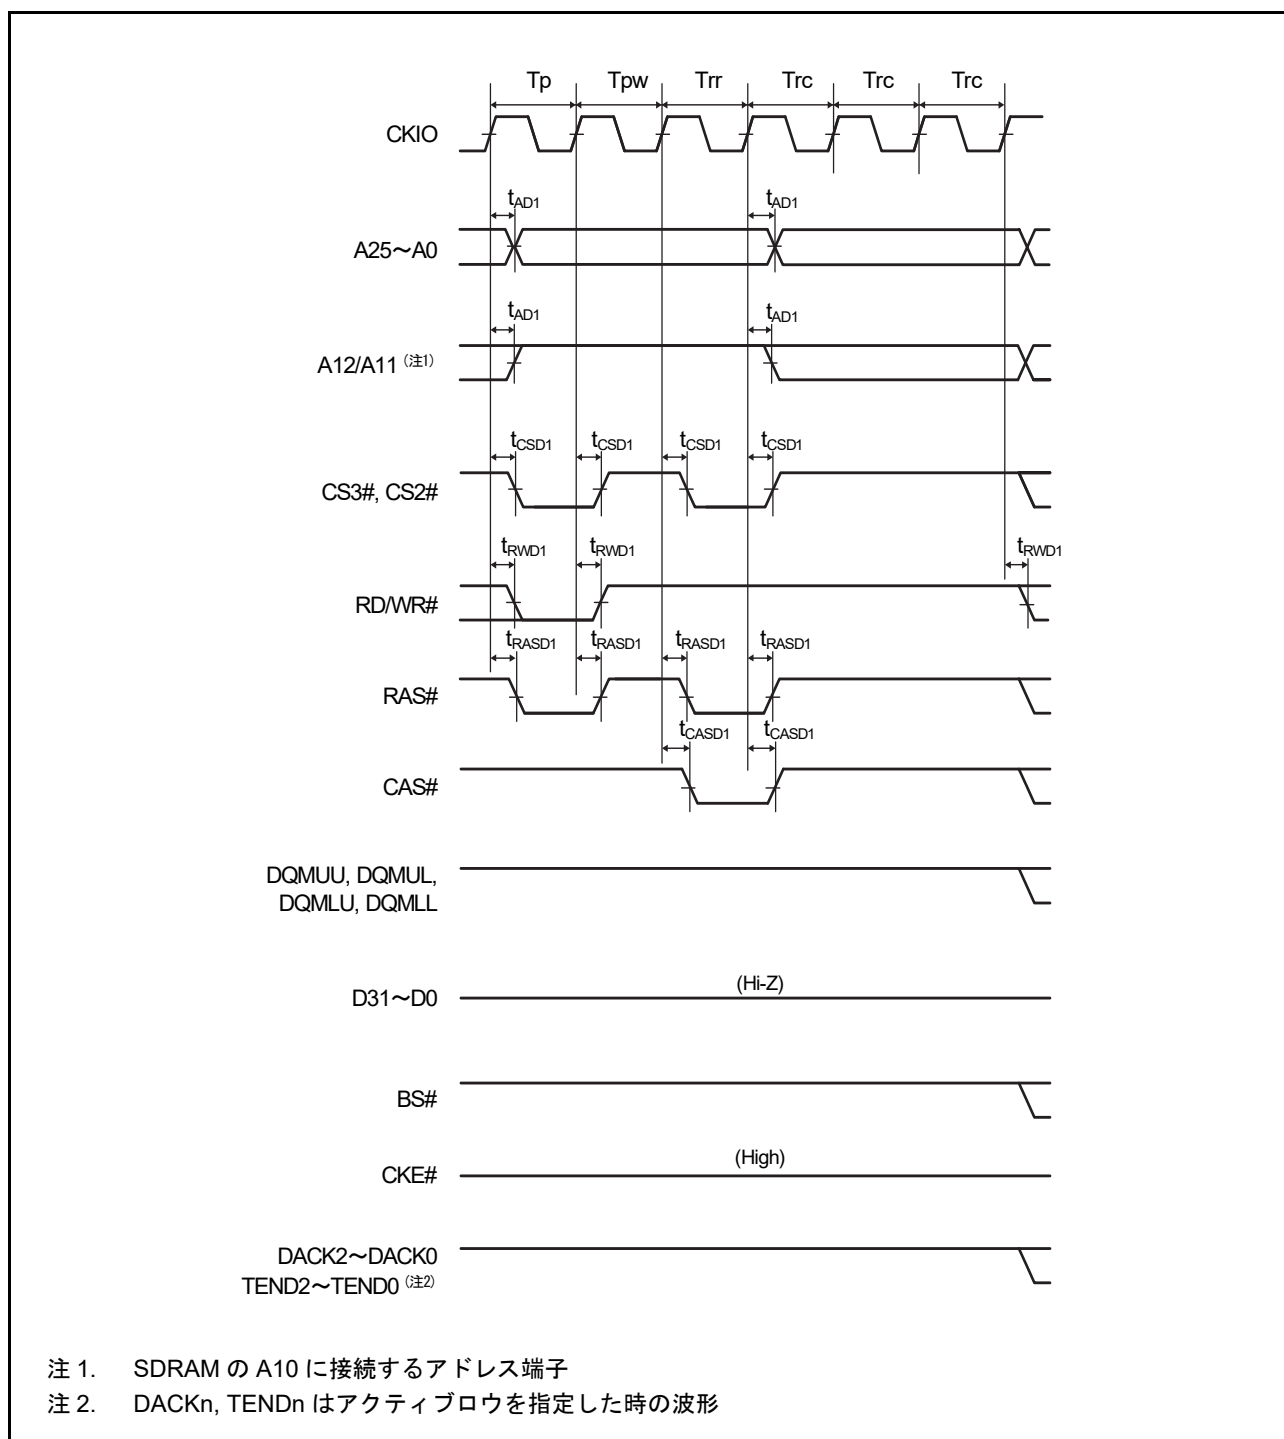 Tp Tpw Trr Trc Trc Trc
CKIO
tAD1 tAD1
A25～A0
tAD1 tAD1
A12/A11 (注1)
tCSD1 tCSD1 tCSD1 tCSD1
CS3#, CS2#
tRWD1 tRWD1 tRWD1
RD/WR#
tRASD1 tRASD1 tRASD1 tRASD1
RAS#
tCASD1 tCASD1
CAS#
DQMUU, DQMUL,
DQMLU, DQMLL
(Hi-Z)
D31～D0
BS#
(High)
CKE#
DACK2～DACK0
TEND2～TEND0 (注2)
注 1. SDRAM の A10 に接続するアドレス端子
注 2. DACKn, TENDn はアクティブロウを指定した時の波形